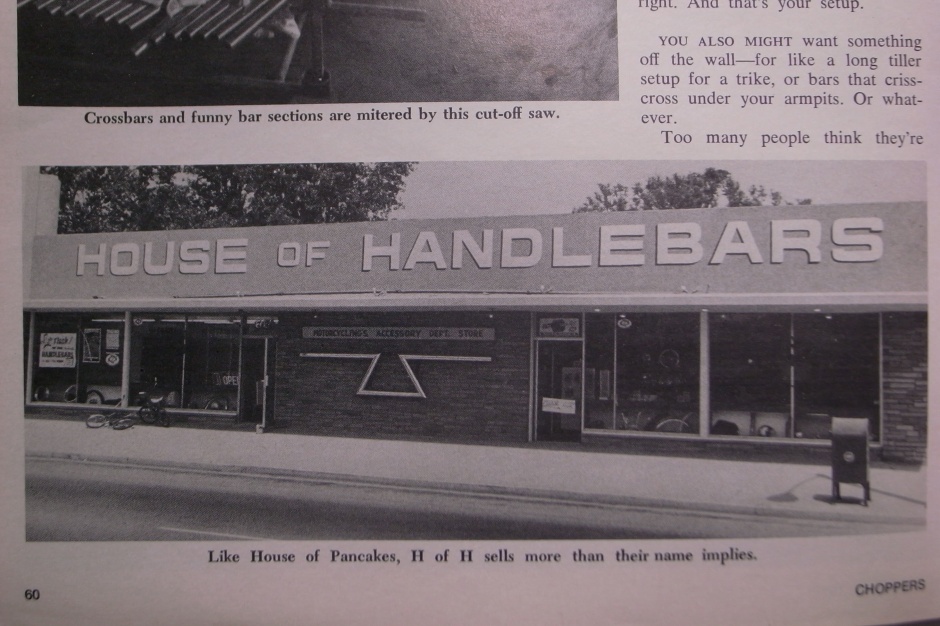 right. And that's your setup.
YOU ALSO MIGHT want something
off the wall—for like a long tiller
setup for a trike, or bars that criss-
cross under your armpits. Or what-
ever.
Too many people think they're
Crossbars and funny bar sections are mitered by this cut-off saw.
HOUSE OF HANDLEBARS
MOTORCYCLING'S ACCESSORY DEPT. STORE
HANDLEBARS
OPEN
Like House of Pancakes, H of H sells more than their name implies.
60
CHOPPERS